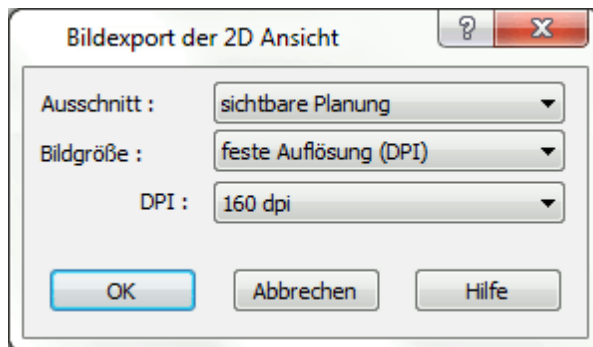 Bildexport der 2D Ansicht
?
Ausschnitt : sichtbare Planung
Bildgröße : feste Auflösung (DPI)
DPI : 160 dpi
OK Abbrechen Hilfe